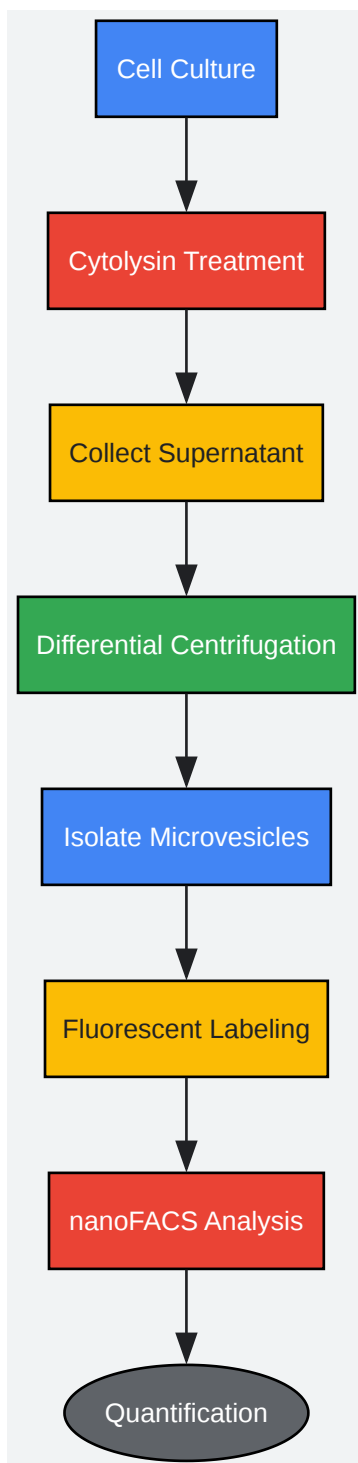 Cell Culture
Cytolysin Treatment
Collect Supernatant
Differential Centrifugation
Isolate Microvesicles
Fluorescent Labeling
nanoFACS Analysis
Quantification